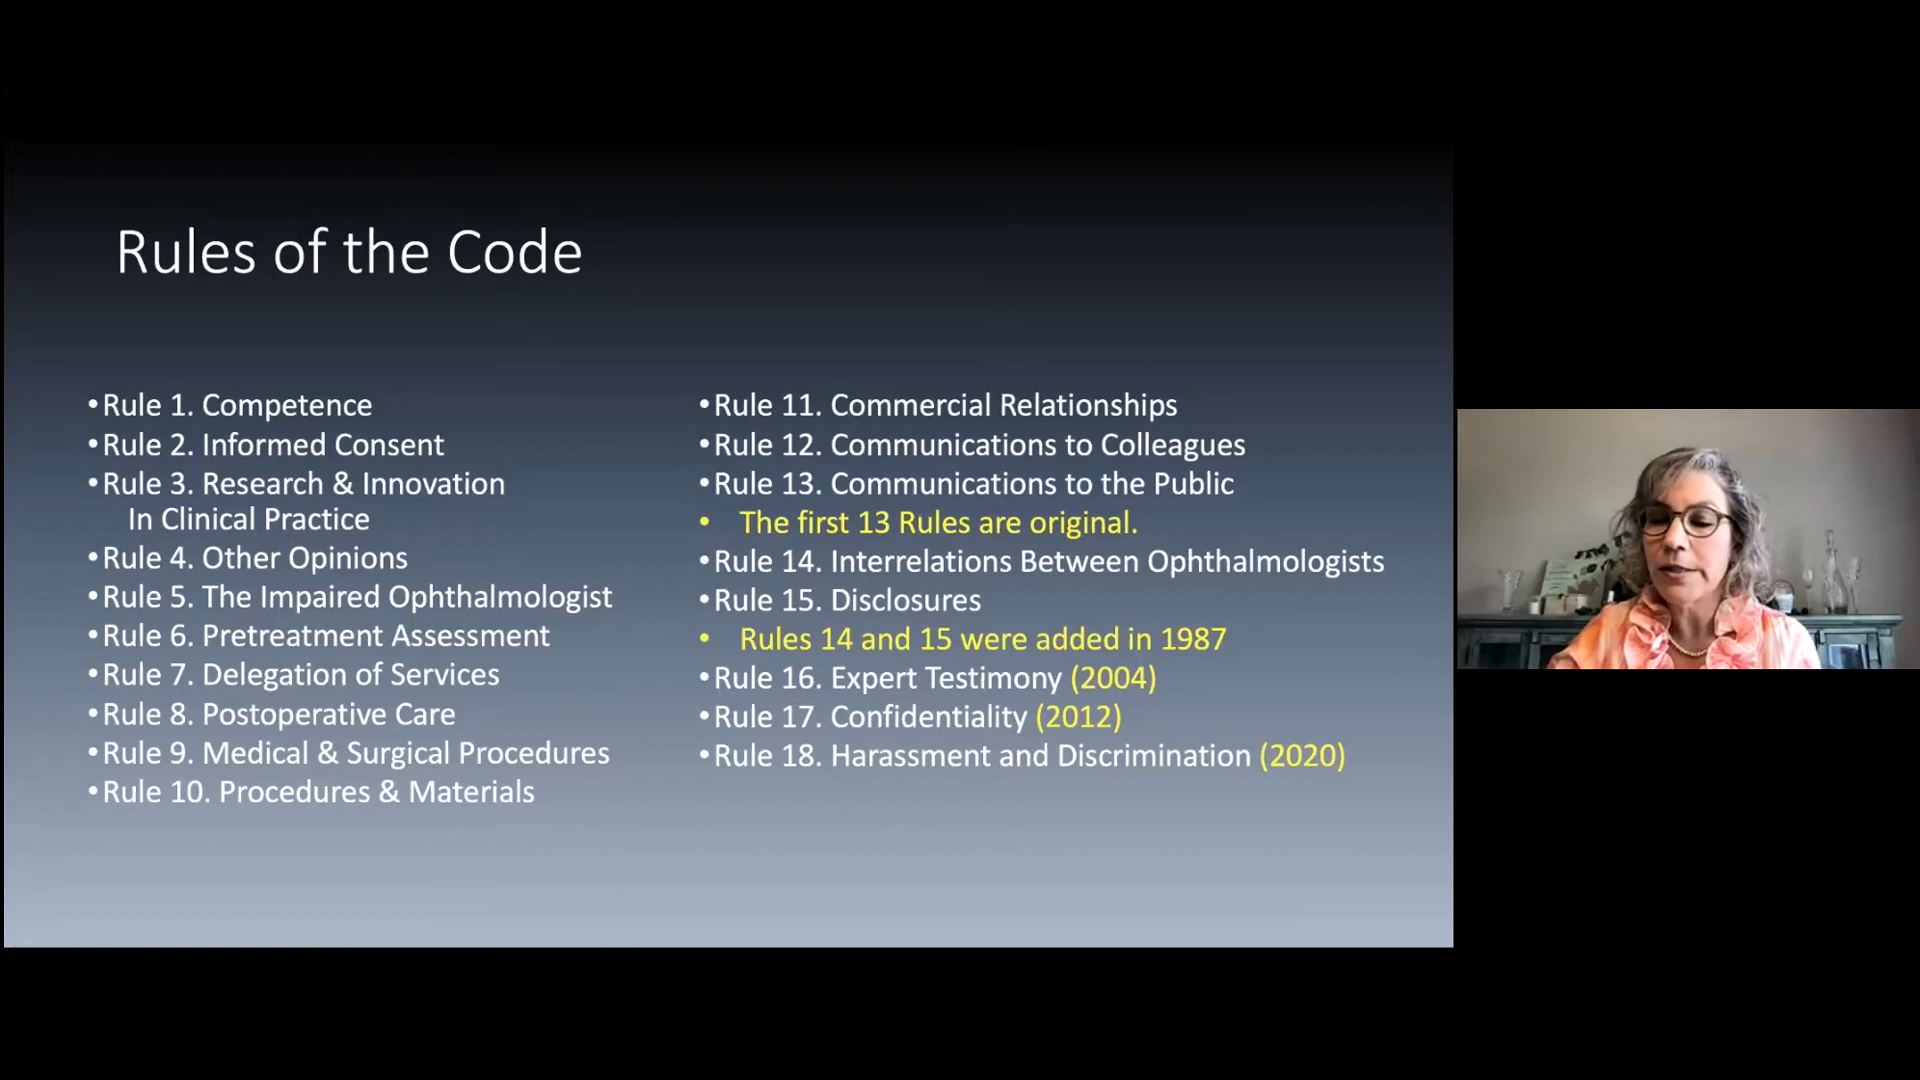 Rules of the Code
•Rule 1. Competence
•Rule 2. Informed Consent
•Rule 3. Research & Innovation
In Clinical Practice
•Rule 4. Other Opinions
•Rule 5. The Impaired Ophthalmologist
•Rule 6. Pretreatment Assessment
•Rule 7. Delegation of Services
•Rule 8. Postoperative Care
•Rule 9. Medical & Surgical Procedures
•Rule 10. Procedures & Materials
•Rule 11. Commercial Relationships
•Rule 12. Communications to Colleagues
•Rule 13. Communications to the Public
• The first 13 Rules are original.
•Rule 14. Interrelations Between Ophthalmologists
•Rule 15. Disclosures
• Rules 14 and 15 were added in 1987
•Rule 16. Expert Testimony (2004)
•Rule 17. Confidentiality (2012)
•Rule 18. Harassment and Discrimination (2020)